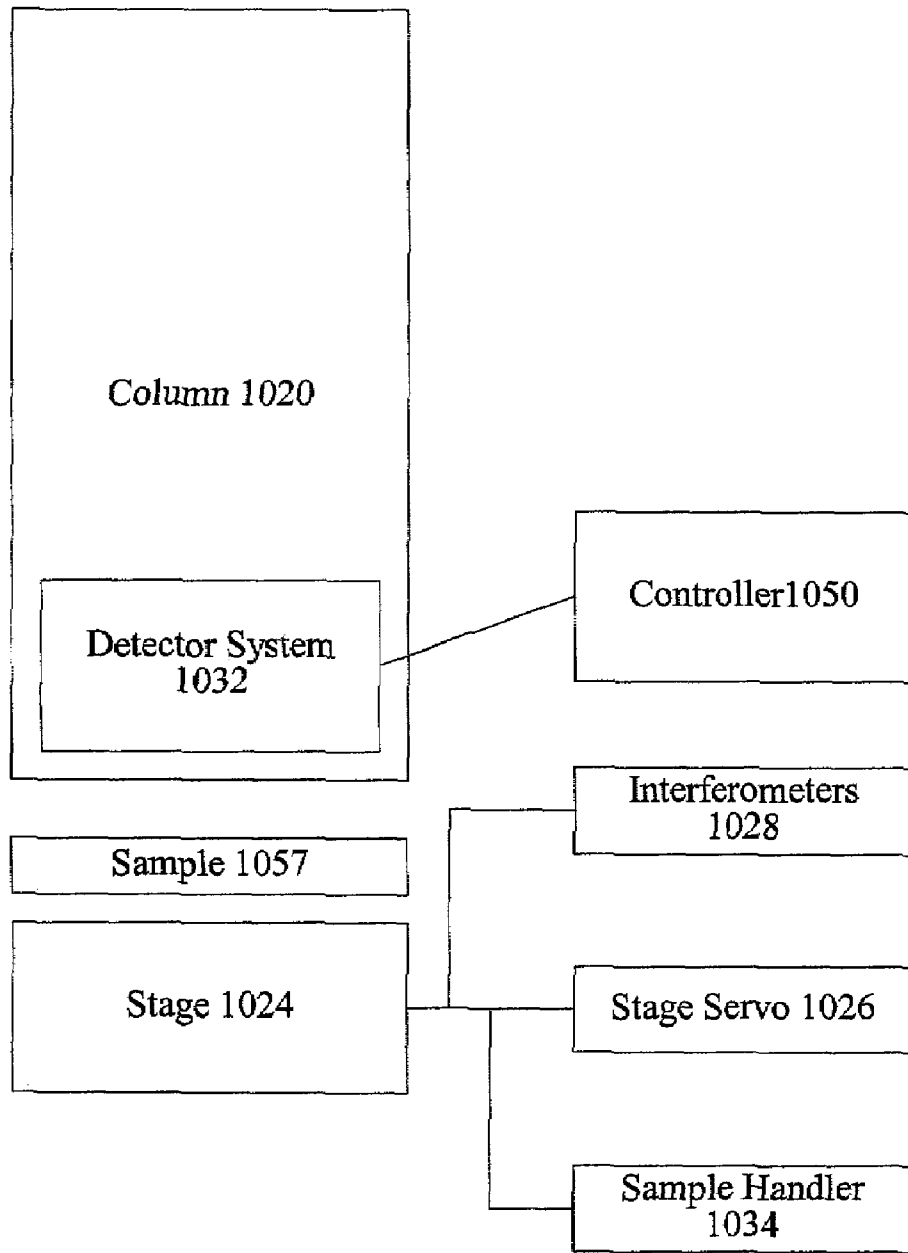 Column 1020
Detector System
1032
Controller1050
Interferometers
1028
Sample 1057
Stage 1024
Stage Servo 1026
Sample Handler
1034